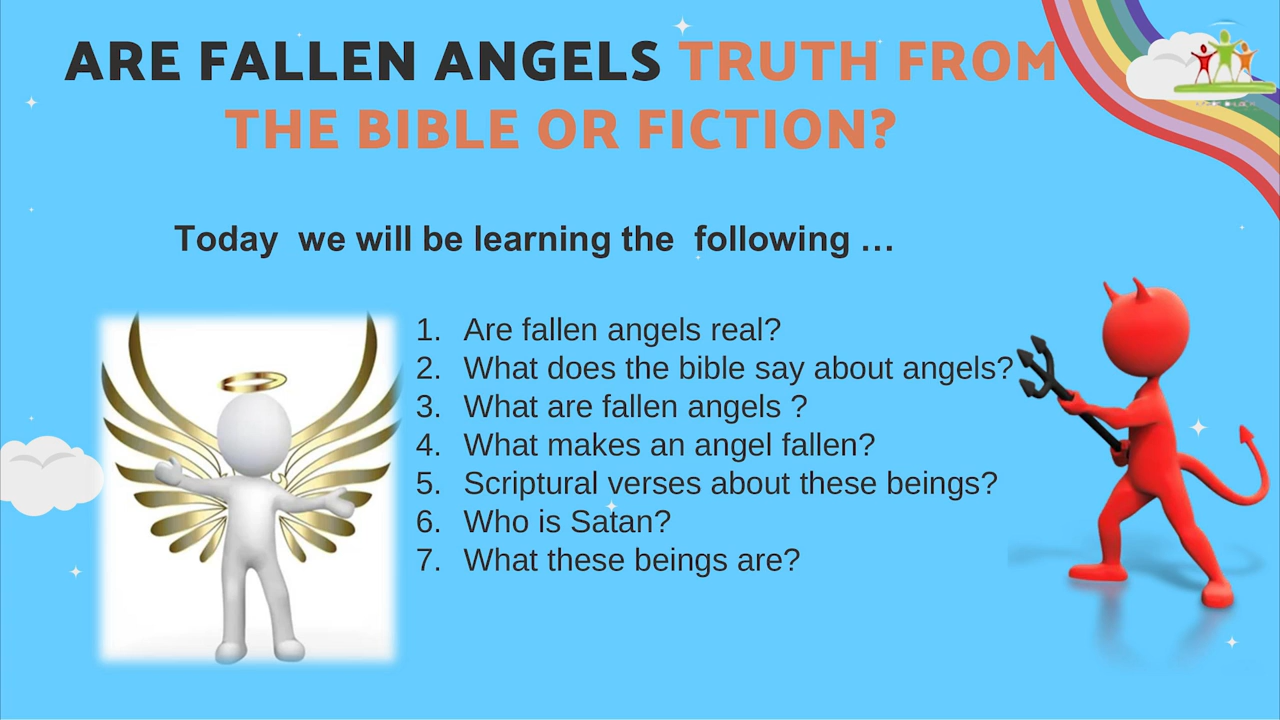 ARE FALLEN ANGELS TRUTH FROM
THE BIBLE OR FICTION?
Today we will be learning the following ...
1. Are fallen angels real?
2. What does the bible say about angels?
3. What are fallen angels ?
4. What makes an angel fallen?
5. Scriptural verses about these beings?
6. Who is Satan?
7. What these beings are?